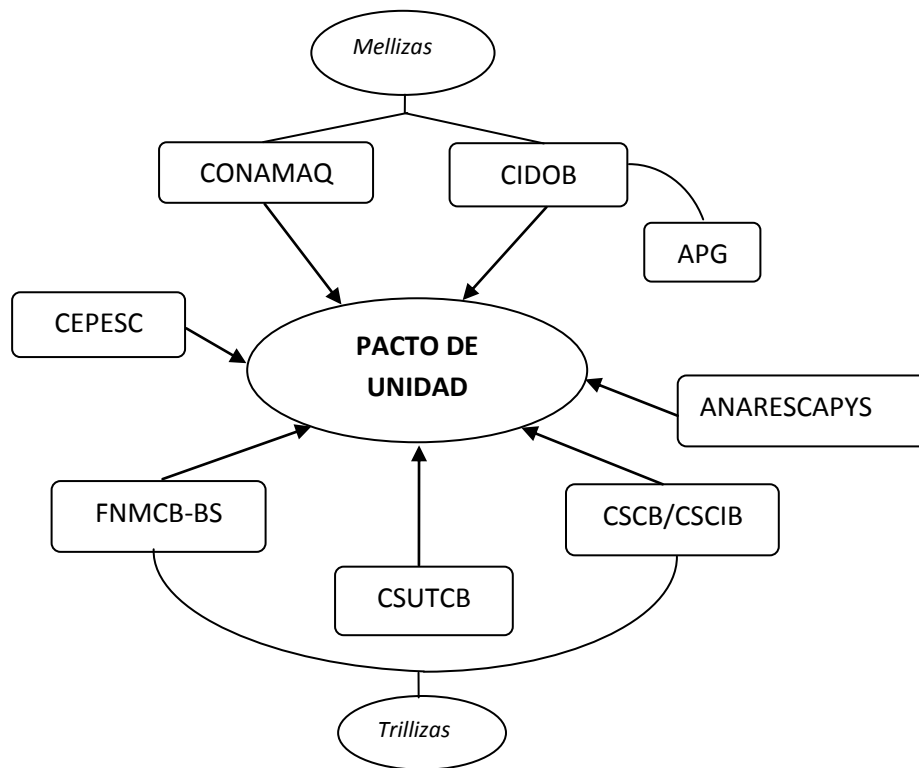 Mellizas
CONAMAQ
CIDOB
APG
CEPESC
PACTO DE
UNIDAD
ANARESCAPYS
FNMCB-BS
CSCB/CSCIB
CSUTCB
Trillizas